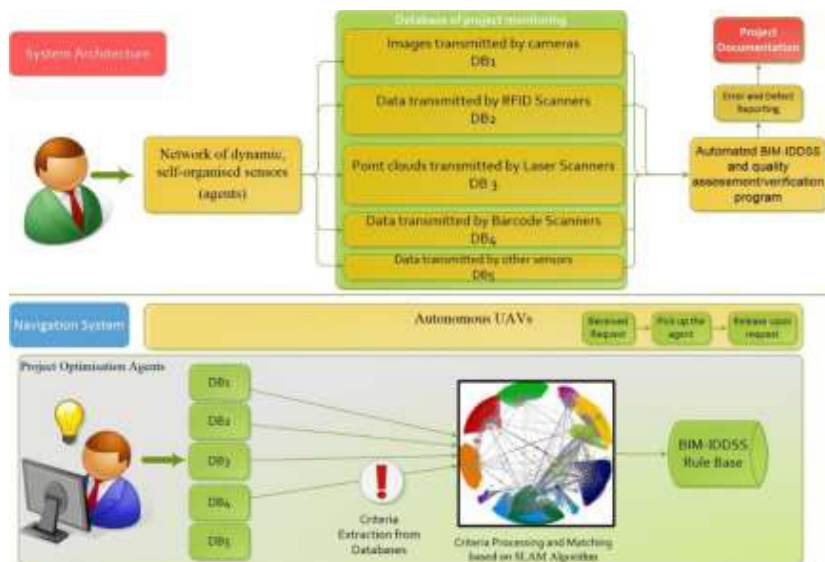 Database of project monitoring
System Architecture
Images transmitted by cameras
DB1
Project
Documentation
Data transmitted by RFID Scanners
DB2
Error and Defect
Reporting
Network of dynamic,
self-organised sensors
(agents)
Point clouds transmitted by Laser Scanners
DB 3
Automated BIM-IDDSS
and quality
assessment/verification
program
Data transmitted by Barcode Scanners
DB4
Data transmitted by other sensors
DB5
Navigation System
Autonomous UAVs
Received
Request
Pick up the
agent
Release upon
request
Project Optimisation Agents
DB1
DB2
DB3
DB4
DB5
!
Criteria
Extraction from
Databases
Criteria Processing and Matching
based on SLAM Algorithm
BIM-IDDSS
Rule Base